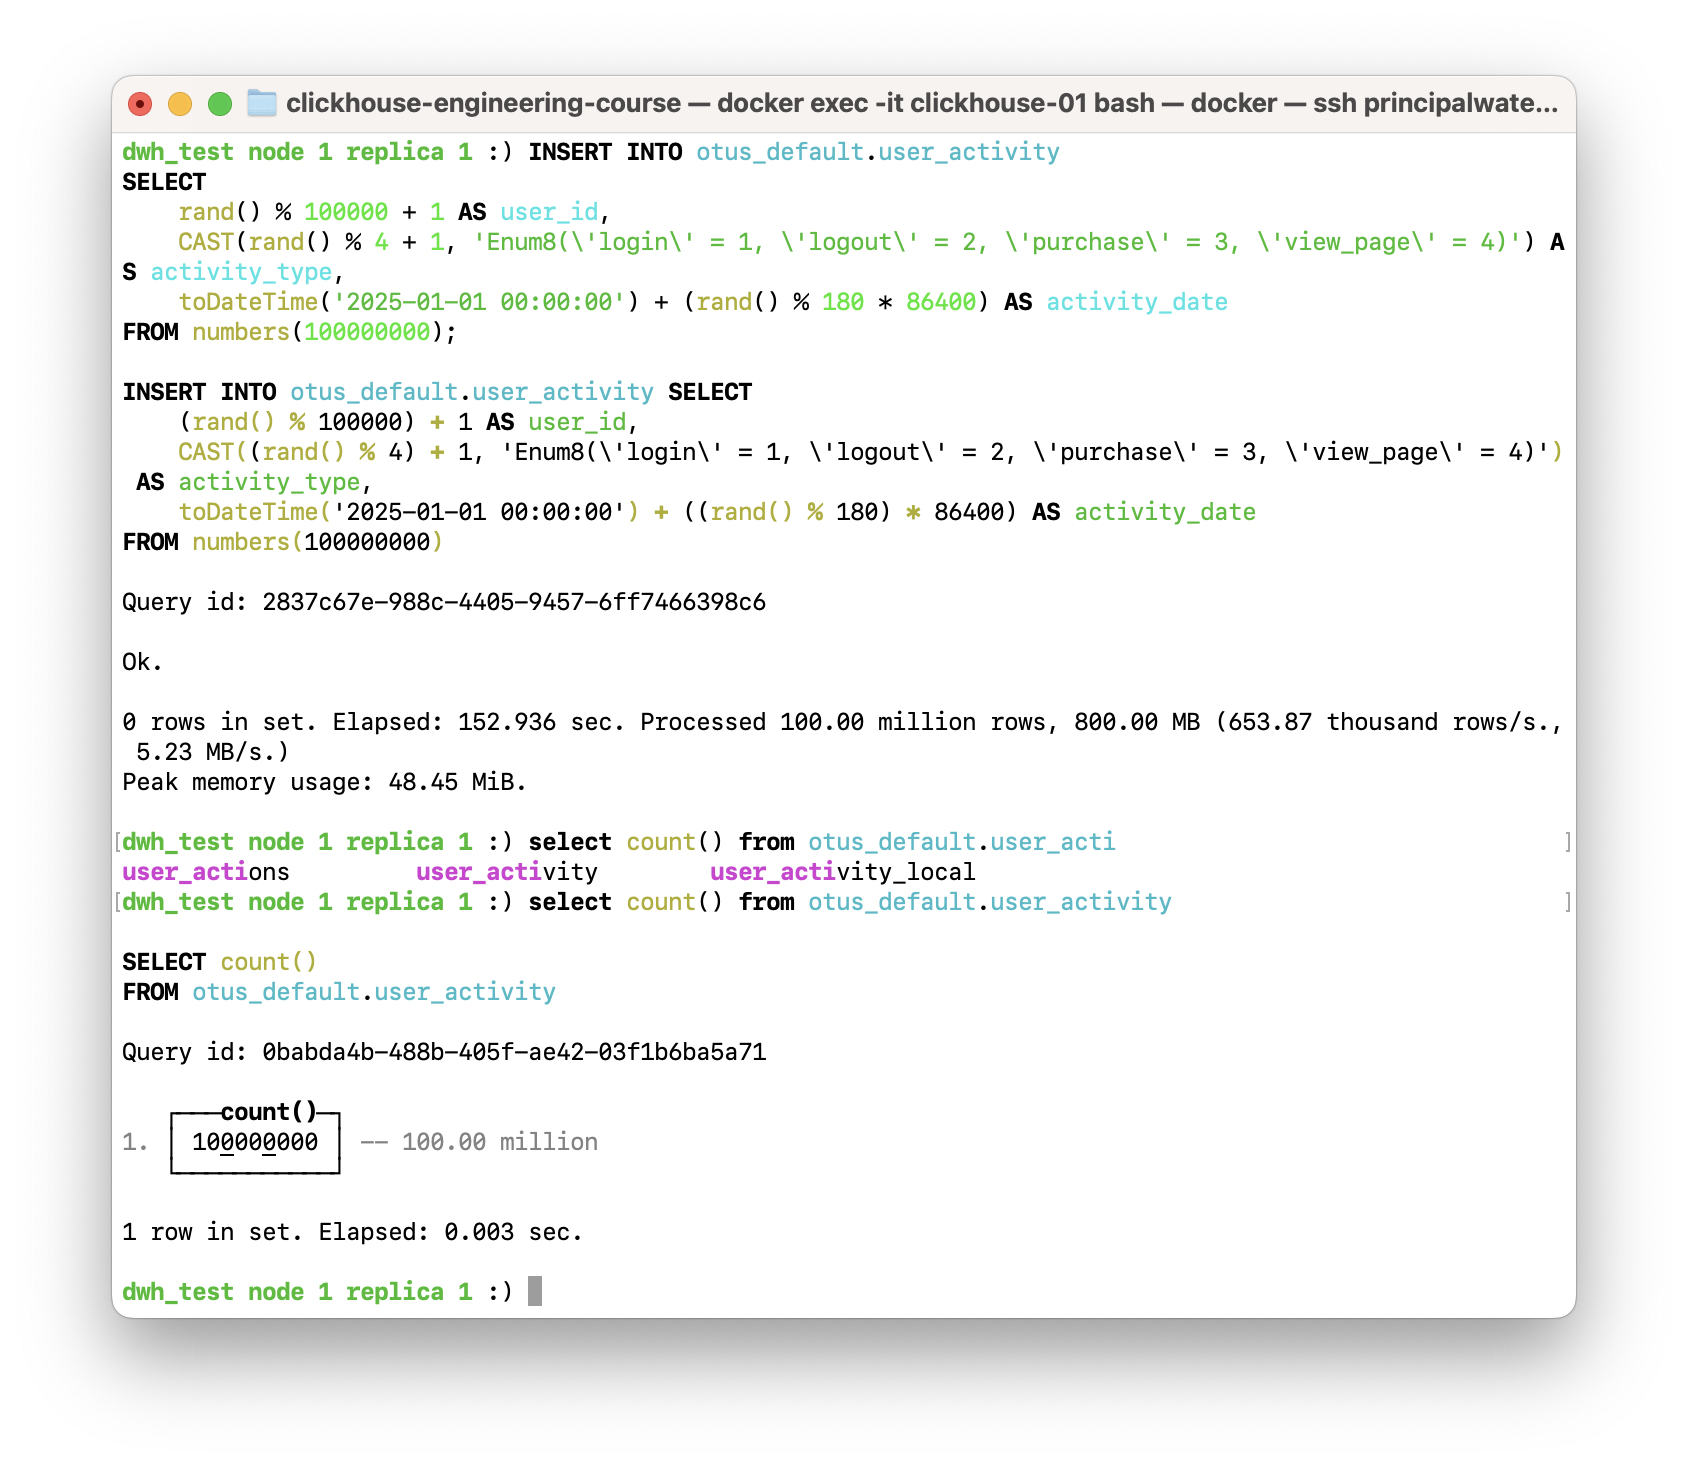 clickhouse-engineering-course — docker exec -it clickhouse-01 bash — docker — ssh principalwate...
dwh_test node 1 replica 1 :) INSERT INTO otus_default.user_activity
SELECT
    rand() % 100000 + 1 AS user_id,
    CAST(rand() % 4 + 1, 'Enum8(\'login\' = 1, \'logout\' = 2, \'purchase\' = 3, \'view_page\' = 4)') A
S activity_type,
    toDateTime('2025-01-01 00:00:00') + (rand() % 180 * 86400) AS activity_date
FROM numbers(100000000);

INSERT INTO otus_default.user_activity SELECT
    (rand() % 100000) + 1 AS user_id,
    CAST((rand() % 4) + 1, 'Enum8(\'login\' = 1, \'logout\' = 2, \'purchase\' = 3, \'view_page\' = 4)')
 AS activity_type,
    toDateTime('2025-01-01 00:00:00') + ((rand() % 180) * 86400) AS activity_date
FROM numbers(100000000)

Query id: 2837c67e-988c-4405-9457-6ff7466398c6

Ok.

0 rows in set. Elapsed: 152.936 sec. Processed 100.00 million rows, 800.00 MB (653.87 thousand rows/s.,
 5.23 MB/s.)
Peak memory usage: 48.45 MiB.

[dwh_test node 1 replica 1 :) select count() from otus_default.user_acti ]
user_actions         user_activity        user_activity_local
[dwh_test node 1 replica 1 :) select count() from otus_default.user_activity ]

SELECT count()
FROM otus_default.user_activity

Query id: 0babda4b-488b-405f-ae42-03f1b6ba5a71

   ┌───count()─┐
1. │ 100000000 │ -- 100.00 million
   └───────────┘

1 row in set. Elapsed: 0.003 sec.

dwh_test node 1 replica 1 :)